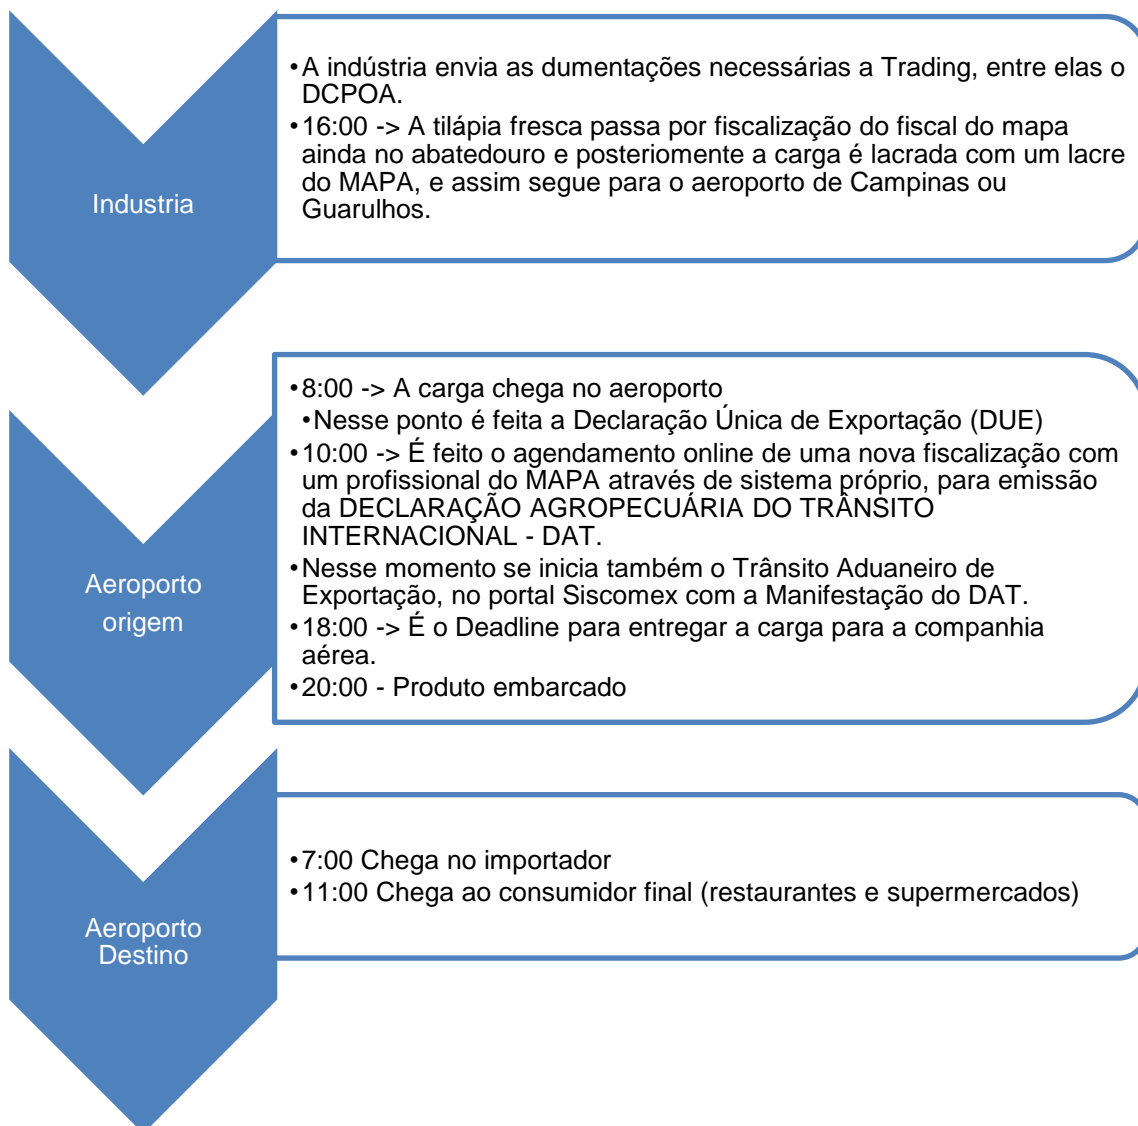 Industria
•A indústria envia as dumentações necessárias a Trading, entre elas o
DCPOA.
•16:00 -> A tilápia fresca passa por fiscalização do fiscal do mapa
ainda no abatedouro e posteriomente a carga é lacrada com um lacre
do MAPA, e assim segue para o aeroporto de Campinas ou
Guarulhos.
Aeroporto
origem
•8:00 -> A carga chega no aeroporto
•Nesse ponto é feita a Declaração Única de Exportação (DUE)
•10:00 -> É feito o agendamento online de uma nova fiscalização com
um profissional do MAPA através de sistema próprio, para emissão
da DECLARAÇÃO AGROPECUÁRIA DO TRÂNSITO
INTERNACIONAL - DAT.
•Nesse momento se inicia também o Trânsito Aduaneiro de
Exportação, no portal Siscomex com a Manifestação do DAT.
•18:00 -> É o Deadline para entregar a carga para a companhia
aérea.
•20:00 - Produto embarcado
Aeroporto
Destino
•7:00 Chega no importador
•11:00 Chega ao consumidor final (restaurantes e supermercados)